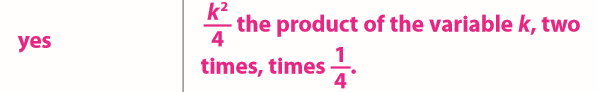 yes
k²/4 the product of the variable k, two
times, times 1/4.